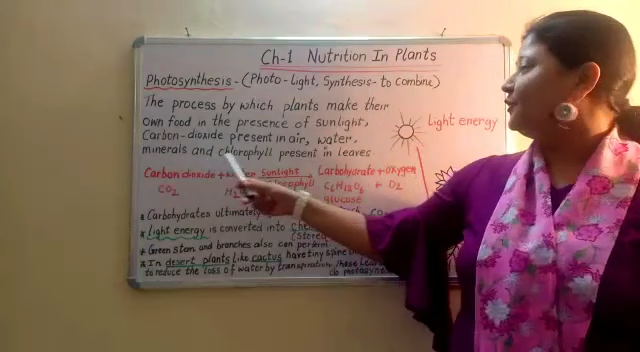 Ch-1 Nutrition In Plants
Photosynthesis - (Photo-Light, Synthesis- to combine)
The process by which plants make their
own food in the presence of sunlight,
Carbon-dioxide present in air, water,
minerals and chlorophyll present in leaves
Light energy
Carbon dioxide + Sunlight Carbohydrate + oxygen
CO2 C6H12O6 + O2
glucose
* Carbohydrates ultimately
* Light energy is converted into
(Stored
* Green stem and branches also can
* In desert plants like cactus have tiny spine
to reduce the loss of water by transpiration